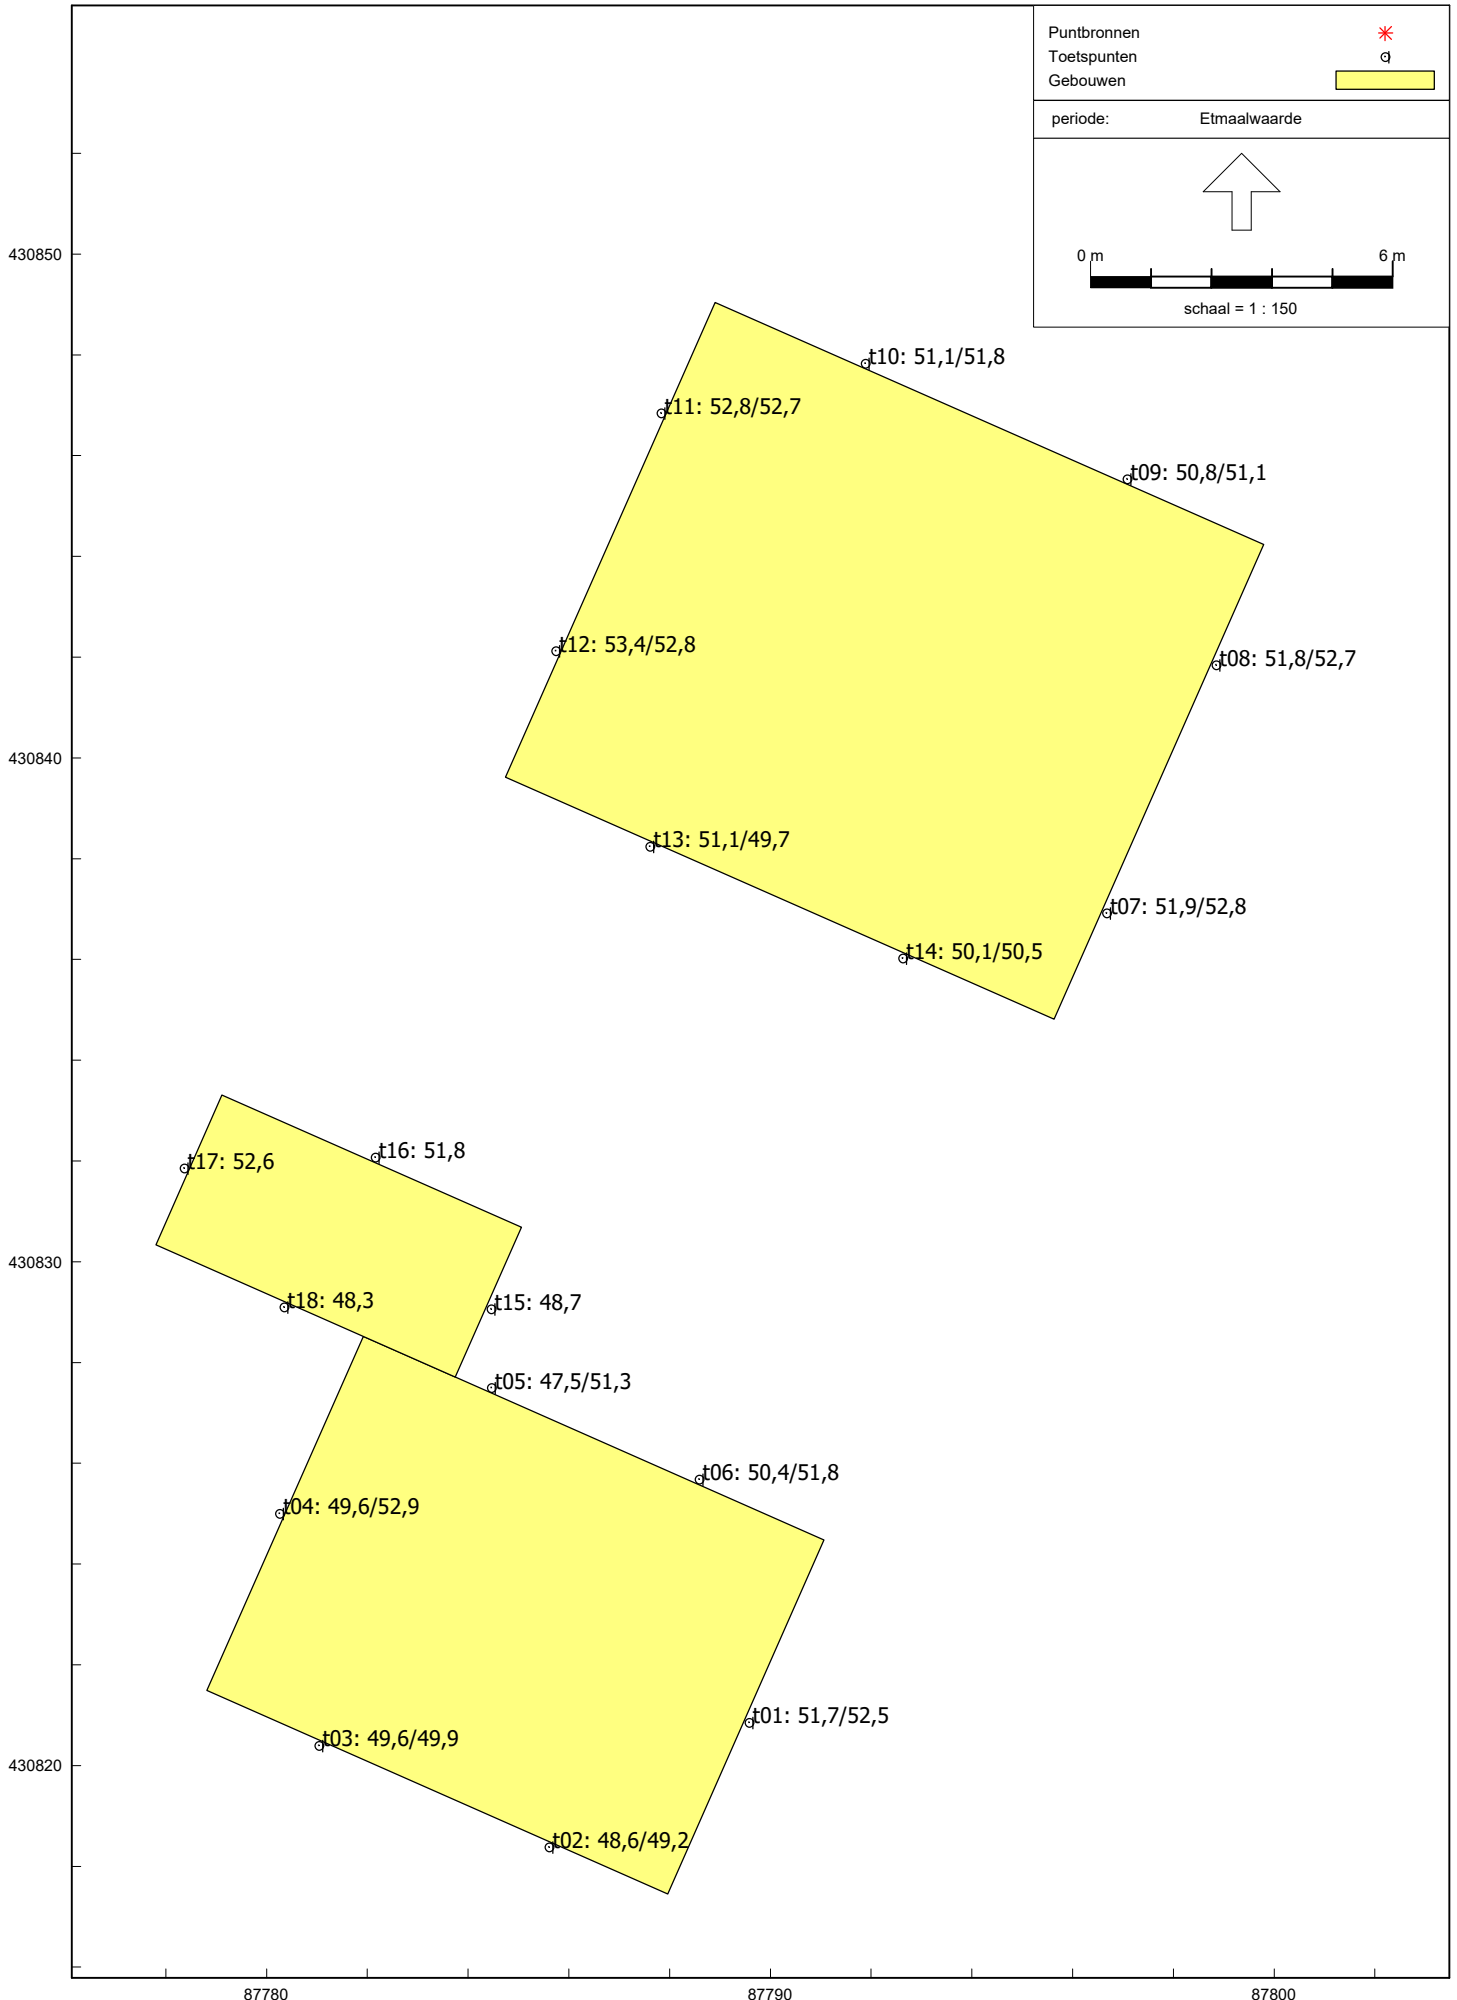 Puntbronnen
Toetspunten
Gebouwen
periode: Etmaalwaarde
0 m 6 m
schaal = 1 : 150
430850
t10: 51,1/51,8
t11: 52,8/52,7
t09: 50,8/51,1
t12: 53,4/52,8
t08: 51,8/52,7
430840
t13: 51,1/49,7
t07: 51,9/52,8
t14: 50,1/50,5
t16: 51,8
t17: 52,6
430830
t18: 48,3
t15: 48,7
t05: 47,5/51,3
t06: 50,4/51,8
t04: 49,6/52,9
t01: 51,7/52,5
t03: 49,6/49,9
430820
t02: 48,6/49,2
87780 87790 87800